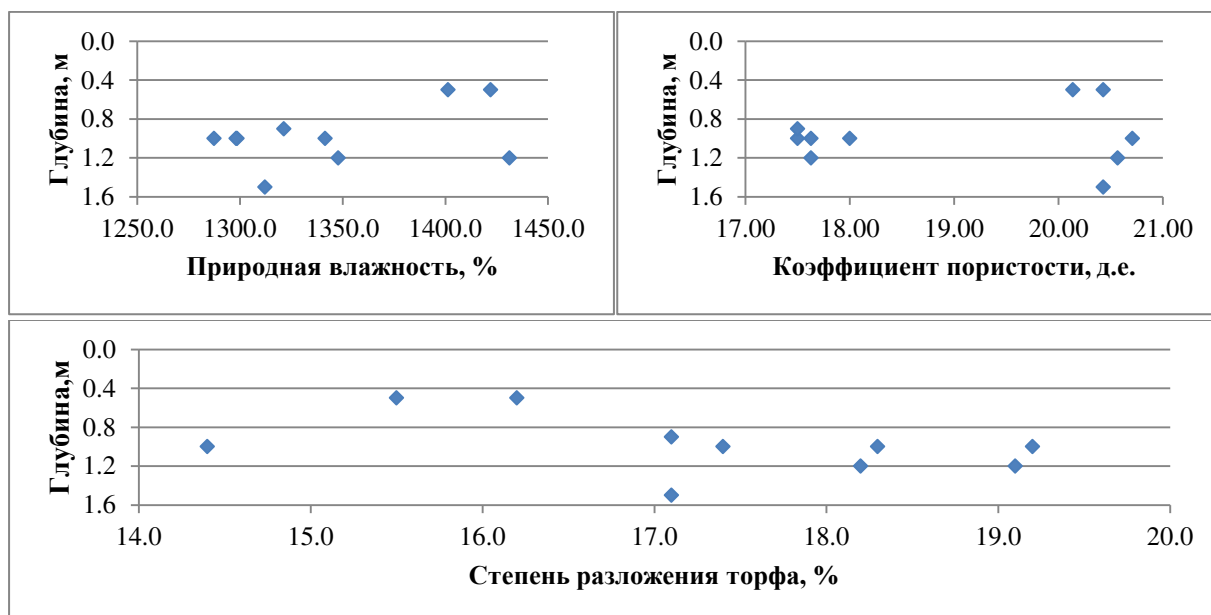 Глубина, м
0.0
0.4
0.8
1.2
1.6
1250.0 1300.0 1350.0 1400.0 1450.0
Природная влажность, %
Глубина, м
0.0
0.4
0.8
1.2
1.6
17.00 18.00 19.00 20.00 21.00
Коэффициент пористости, д.е.
Глубина,м
0.0
0.4
0.8
1.2
1.6
14.0 15.0 16.0 17.0 18.0 19.0 20.0
Степень разложения торфа, %